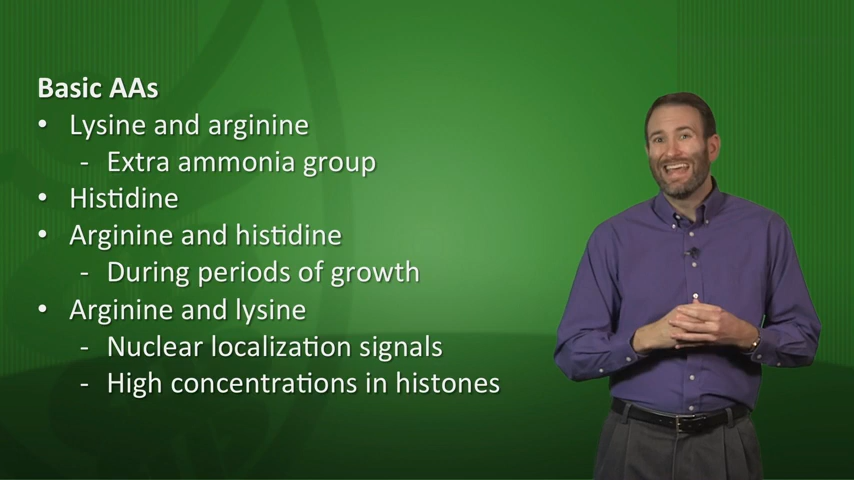 Basic AAs
• Lysine and arginine
- Extra ammonia group
• Histidine
• Arginine and histidine
- During periods of growth
• Arginine and lysine
- Nuclear localization signals
- High concentrations in histones